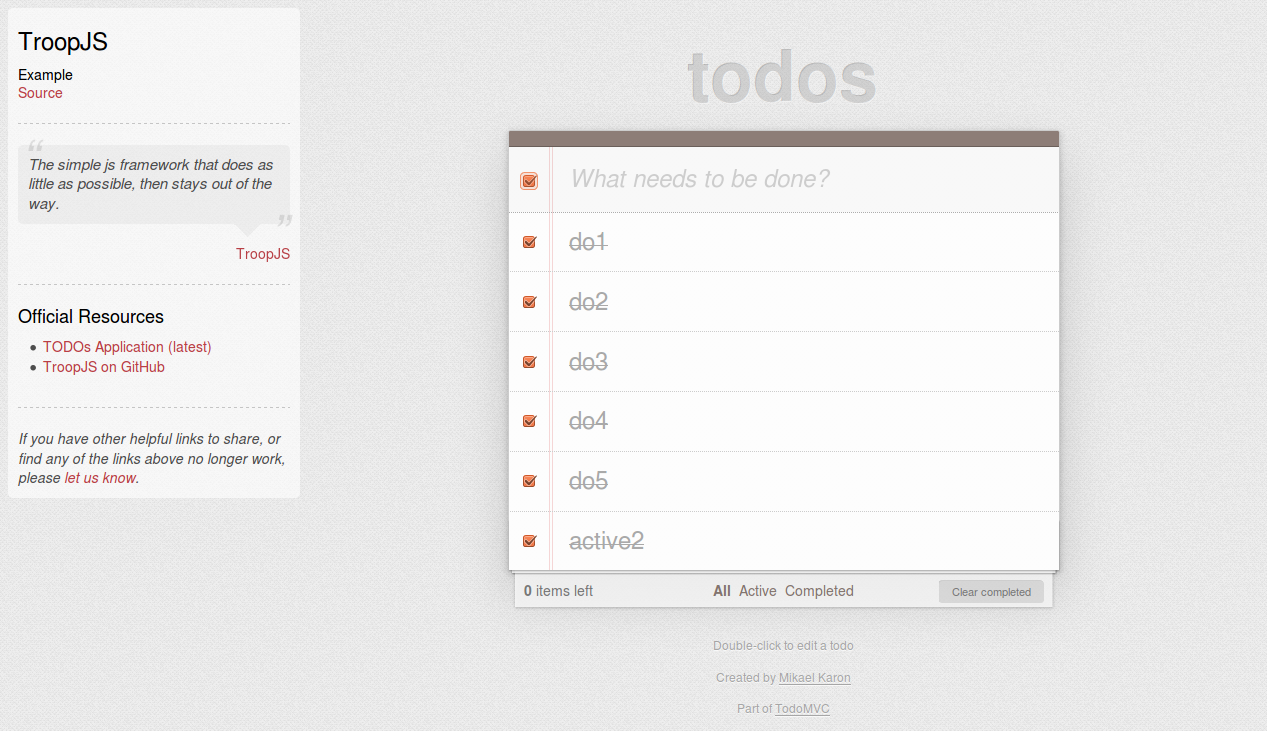 TroopJS
Example
Source
“
The simple js framework that does as
little as possible, then stays out of the
way.
”
TroopJS
Official Resources
• TODOs Application (latest)
• TroopJS on GitHub
If you have other helpful links to share, or
find any of the links above no longer work,
please let us know.
todos
What needs to be done?
do1
do2
do3
do4
do5
active2
0 items left All Active Completed Clear completed
Double-click to edit a todo
Created by Mikael Karon
Part of TodoMVC